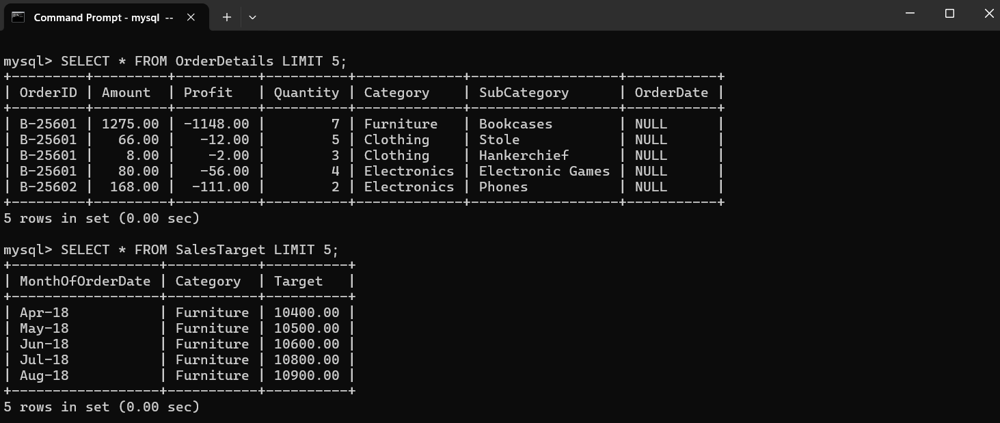 Command Prompt - mysql --
mysql> SELECT * FROM OrderDetails LIMIT 5;
+---------+---------+----------+----------+-------------+------------------+-----------+
| OrderID | Amount  | Profit   | Quantity | Category    | SubCategory      | OrderDate |
+---------+---------+----------+----------+-------------+------------------+-----------+
| B-25601 | 1275.00 | -1148.00 |        7 | Furniture   | Bookcases        | NULL      |
| B-25601 |   66.00 |   -12.00 |        5 | Clothing    | Stole            | NULL      |
| B-25601 |    8.00 |    -2.00 |        3 | Clothing    | Hankerchief      | NULL      |
| B-25601 |   80.00 |   -56.00 |        4 | Electronics | Electronic Games | NULL      |
| B-25602 |  168.00 |  -111.00 |        2 | Electronics | Phones           | NULL      |
+---------+---------+----------+----------+-------------+------------------+-----------+
5 rows in set (0.00 sec)
mysql> SELECT * FROM SalesTarget LIMIT 5;
+------------------+-----------+----------+
| MonthOfOrderDate | Category  | Target   |
+------------------+-----------+----------+
| Apr-18           | Furniture | 10400.00 |
| May-18           | Furniture | 10500.00 |
| Jun-18           | Furniture | 10600.00 |
| Jul-18           | Furniture | 10800.00 |
| Aug-18           | Furniture | 10900.00 |
+------------------+-----------+----------+
5 rows in set (0.00 sec)